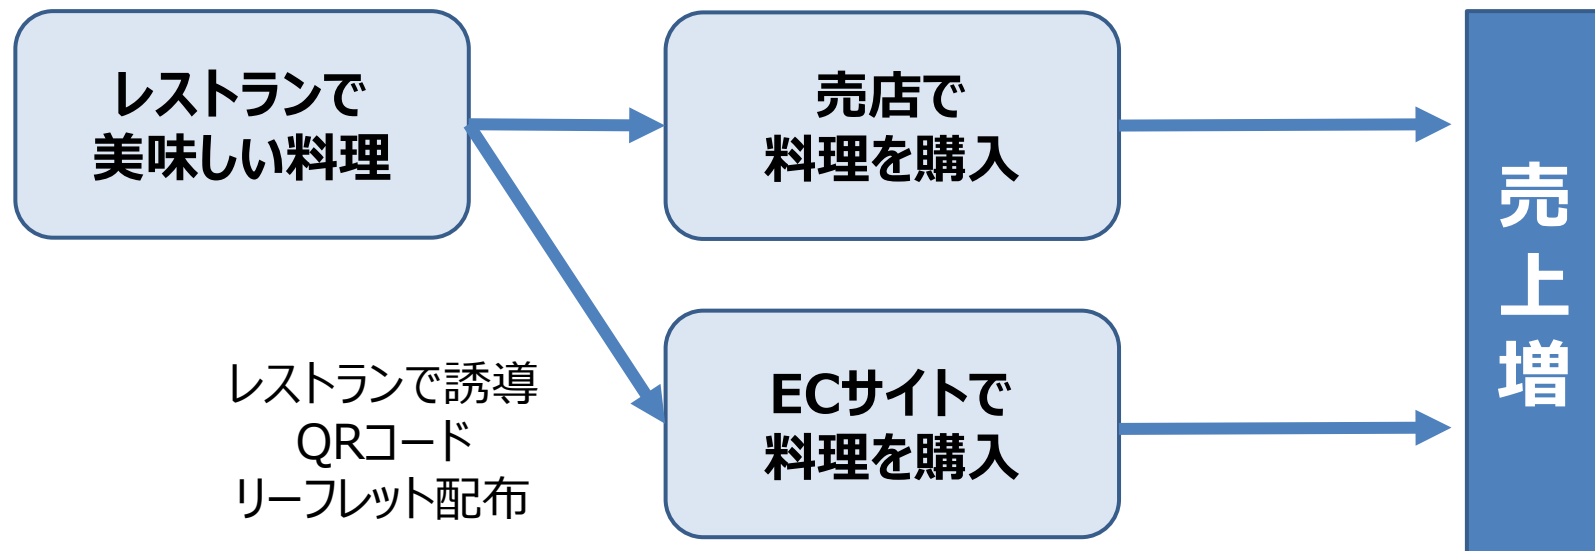 レストランで
美味しい料理
売店で
料理を購入
レストランで誘導
QRコード
リーフレット配布
ECサイトで
料理を購入
売上増